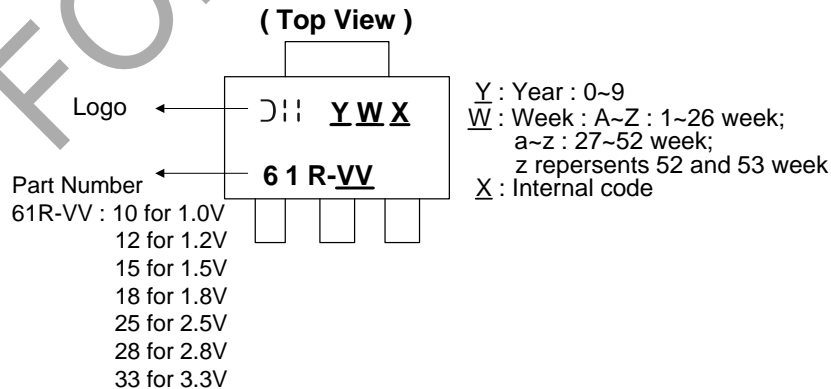 ( Top View )
Logo
Y W X
61R-VV
Y : Year : 0~9
W : Week : A~Z : 1~26 week;
a~z : 27~52 week;
z repersents 52 and 53 week
X : Internal code
Part Number
61R-VV : 10 for 1.0V
12 for 1.2V
15 for 1.5V
18 for 1.8V
25 for 2.5V
28 for 2.8V
33 for 3.3V